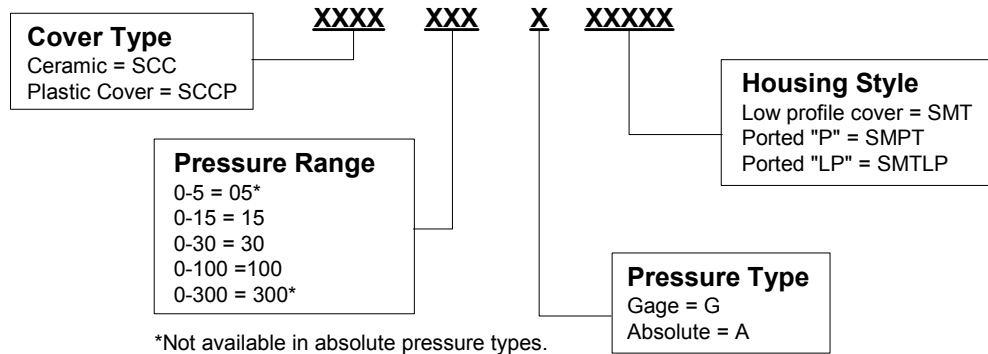 XXXX XXX X XXXXX
Cover Type
Ceramic = SCC
Plastic Cover = SCCP
Housing Style
Low profile cover = SMT
Ported "P" = SMPT
Ported "LP" = SMTLP
Pressure Range
0-5 = 05*
0-15 = 15
0-30 = 30
0-100 =100
0-300 = 300*
Pressure Type
Gage = G
Absolute = A
*Not available in absolute pressure types.